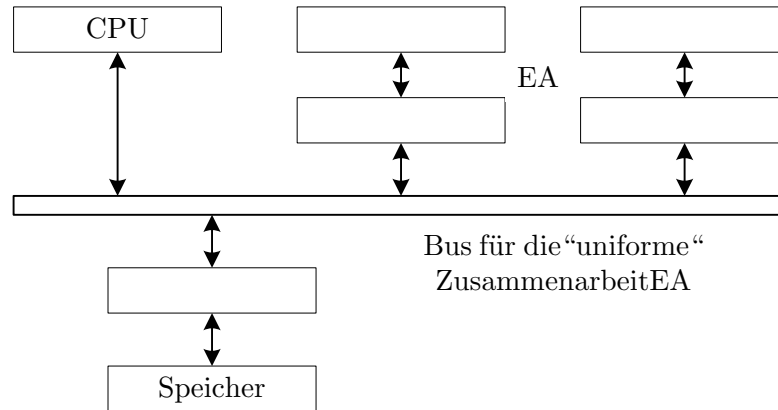 CPU
EA
Bus für die“uniforme“
ZusammenarbeitEA
Speicher